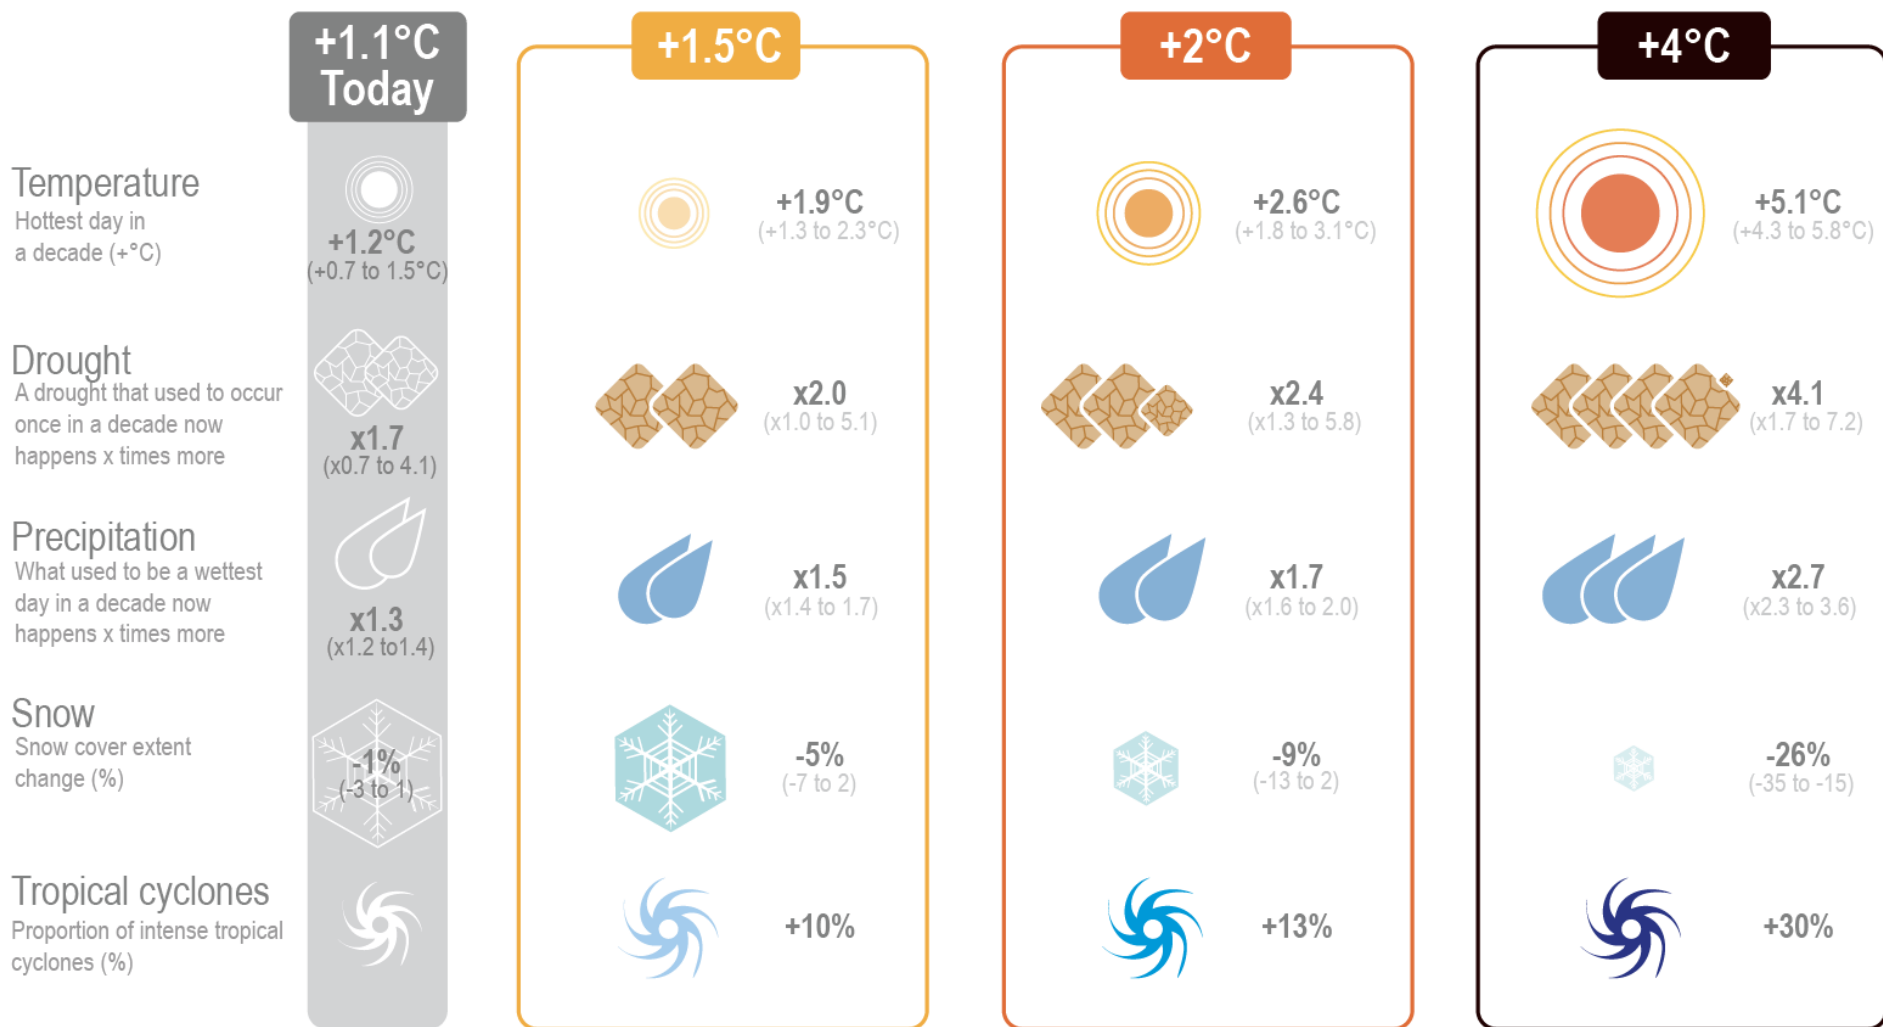 +1.1°C
Today
+1.5°C
+2°C
+4°C
Temperature
Hottest day in
a decade (+°C)
+1.2°C
(+0.7 to 1.5°C)
+1.9°C
(+1.3 to 2.3°C)
+2.6°C
(+1.8 to 3.1°C)
+5.1°C
(+4.3 to 5.8°C)
Drought
A drought that used to occur
once in a decade now
happens x times more
x1.7
(x0.7 to 4.1)
x2.0
(x1.0 to 5.1)
x2.4
(x1.3 to 5.8)
x4.1
(x1.7 to 7.2)
Precipitation
What used to be a wettest
day in a decade now
happens x times more
x1.3
(x1.2 to1.4)
x1.5
(x1.4 to 1.7)
x1.7
(x1.6 to 2.0)
x2.7
(x2.3 to 3.6)
Snow
Snow cover extent
change (%)
-1%
(-3 to 1)
-5%
(-7 to 2)
-9%
(-13 to 2)
-26%
(-35 to -15)
Tropical cyclones
Proportion of intense tropical
cyclones (%)
+10%
+13%
+30%